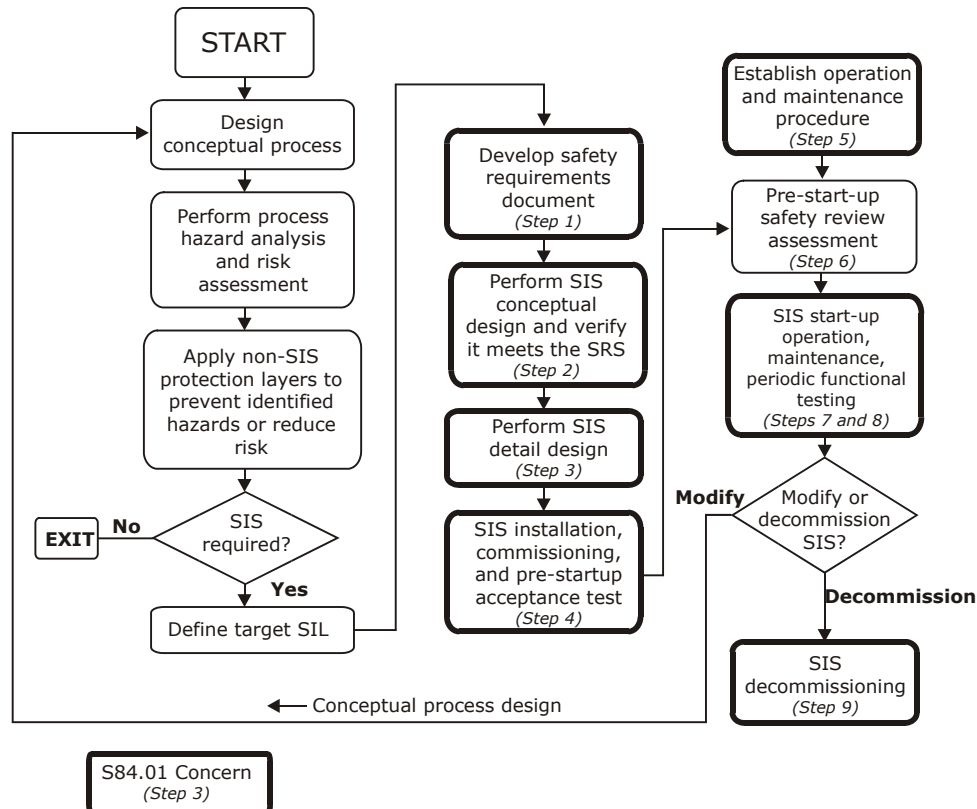 START
Design
conceptual process
Perform process
hazard analysis
and risk
assessment
Apply non-SIS
protection layers to
prevent identified
hazards or reduce
risk
SIS
required?
No
EXIT
Yes
Define target SIL
Develop safety
requirements
document
(Step 1)
Perform SIS
conceptual
design and verify
it meets the SRS
(Step 2)
Perform SIS
detail design
(Step 3)
SIS installation,
commissioning,
and pre-startup
acceptance test
(Step 4)
Establish operation
and maintenance
procedure
(Step 5)
Pre-start-up
safety review
assessment
(Step 6)
SIS start-up
operation,
maintenance,
periodic functional
testing
(Steps 7 and 8)
Modify
Modify or
decommission
SIS?
Decommission
SIS
decommissioning
(Step 9)
Conceptual process design
S84.01 Concern
(Step 3)